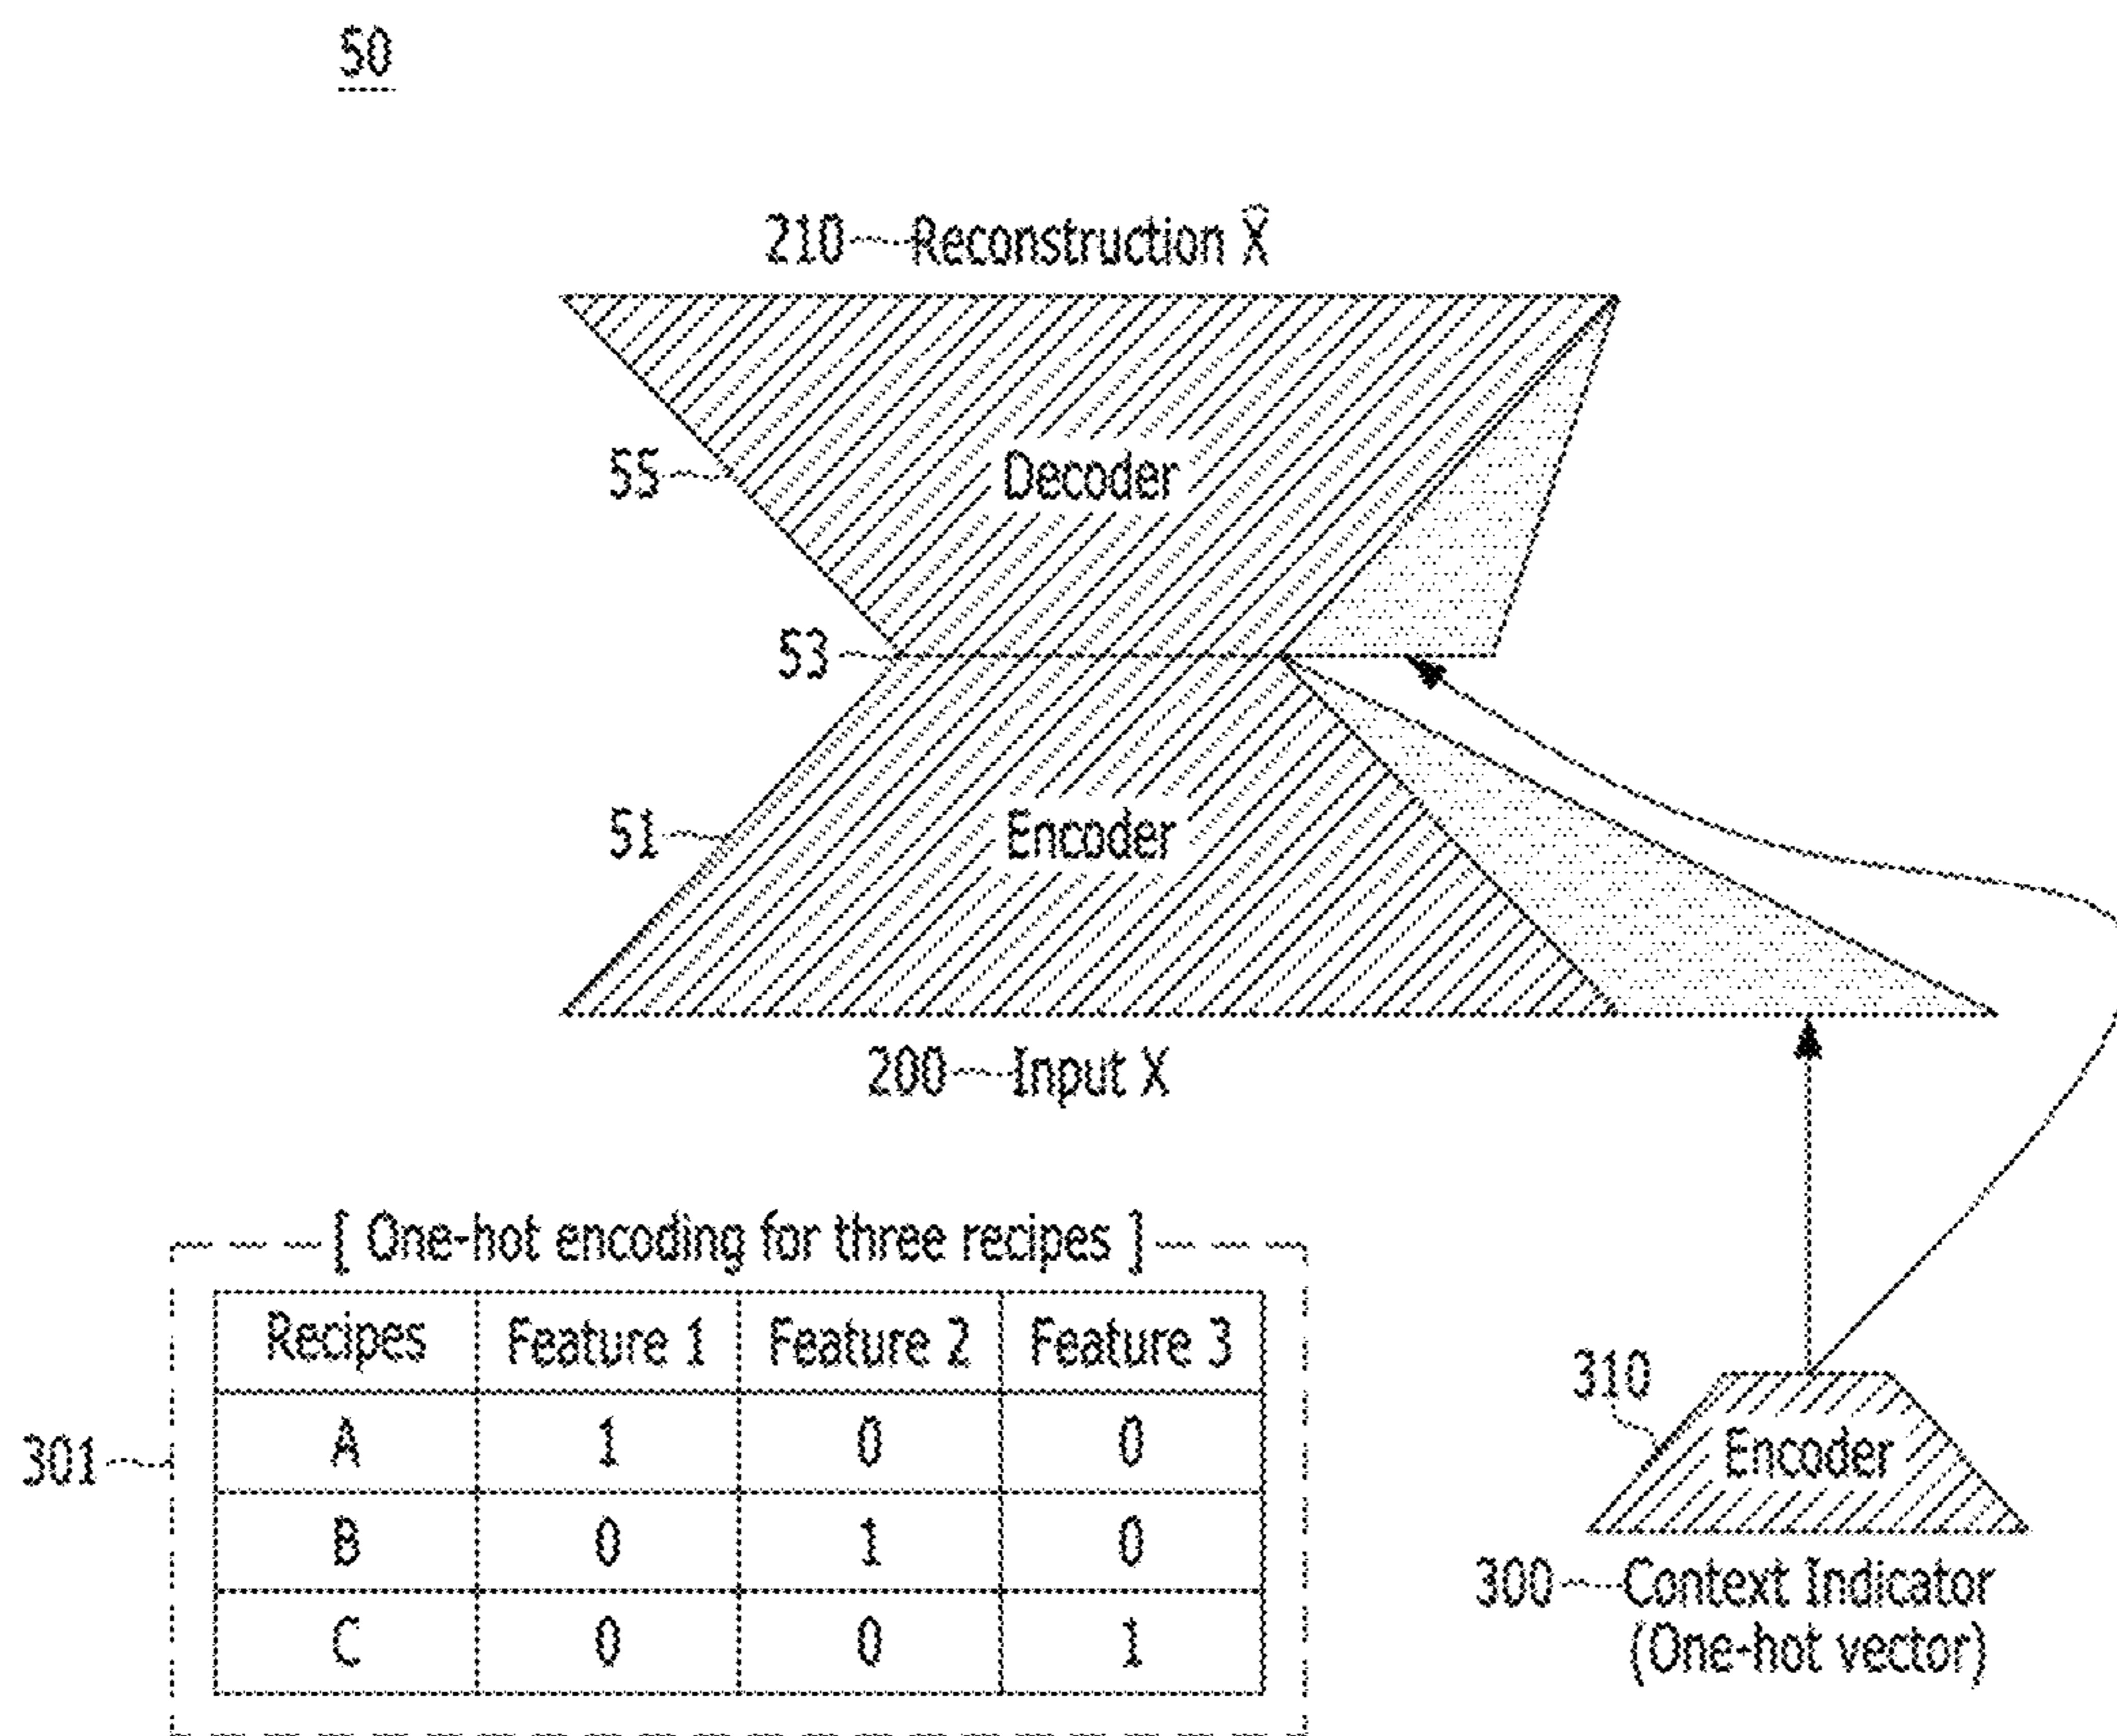 50
210 Reconstruction X̂
55 Decoder
53
51 Encoder
200 Input X
[ One-hot encoding for three recipes ]
Recipes Feature 1 Feature 2 Feature 3
A 1 0 0
B 0 1 0
C 0 0 1
301
310
Encoder
300 Context Indicator
(One-hot vector)